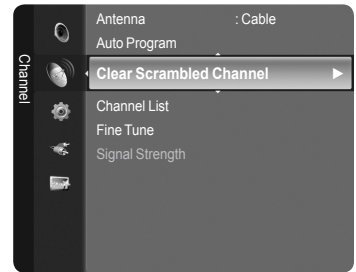 Channel
Antenna : Cable
Auto Program
Clear Scrambled Channel
Channel List
Fine Tune
Signal Strength